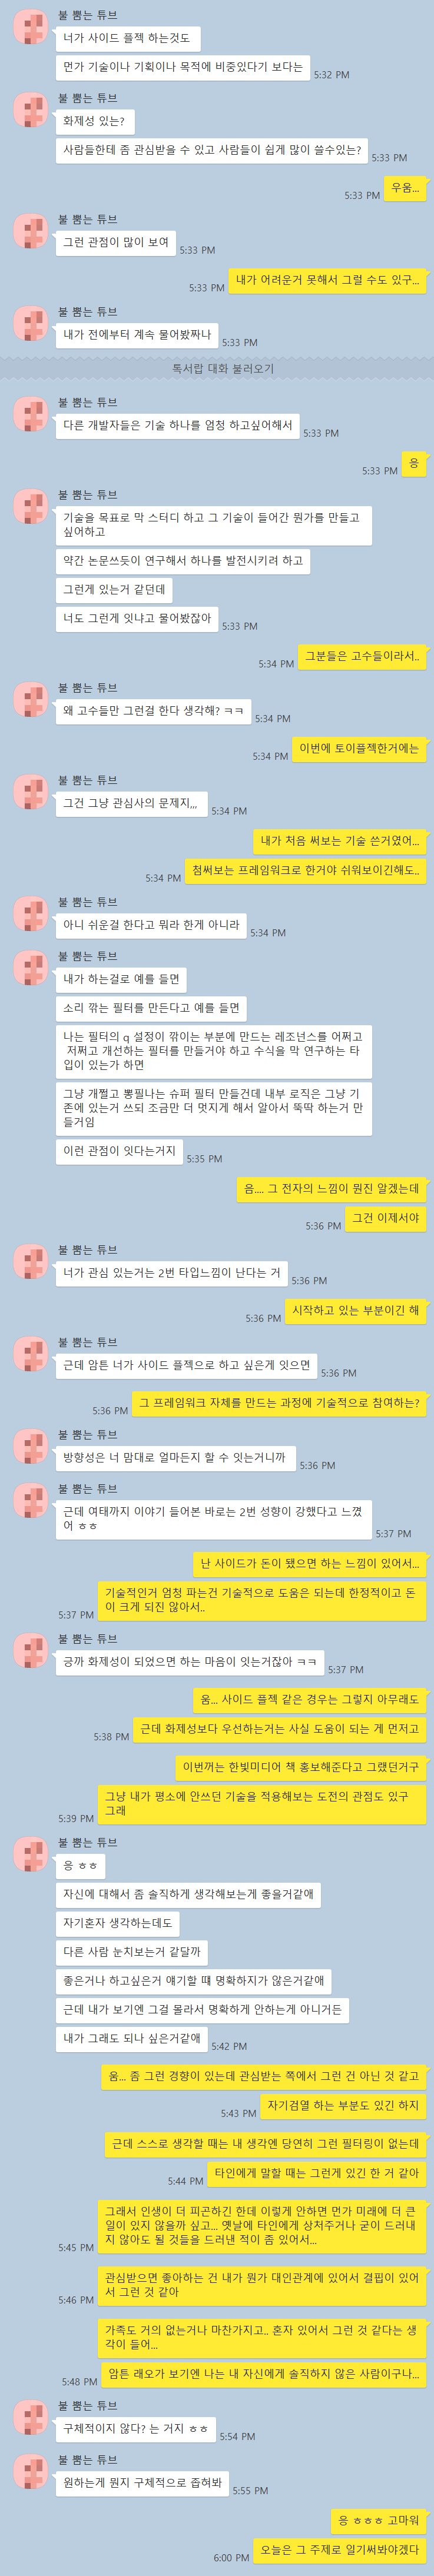 불 뿜는 튜브
너가 사이드 플젝 하는것도
먼가 기술이나 기획이나 목적에 비중있다기 보다는
5:32 PM
불 뿜는 튜브
화제성 있는?
사람들한테 좀 관심받을 수 있고 사람들이 쉽게 많이 쓸수있는?
5:33 PM
우움...
5:33 PM
불 뿜는 튜브
그런 관점이 많이 보여
5:33 PM
내가 어려운거 못해서 그럴 수도 있구...
5:33 PM
불 뿜는 튜브
내가 전에부터 계속 물어봤짜나
5:33 PM
톡서랍 대화 불러오기
불 뿜는 튜브
다른 개발자들은 기술 하나를 엄청 하고싶어해서
5:33 PM
응
5:33 PM
불 뿜는 튜브
기술을 목표로 막 스터디 하고 그 기술이 들어간 뭔가를 만들고
싶어하고
약간 논문쓰듯이 연구해서 하나를 발전시키려 하고
그런게 있는거 같던데
너도 그런게 잇냐고 물어봤잖아
5:33 PM
그분들은 고수들이라서..
5:34 PM
불 뿜는 튜브
왜 고수들만 그런걸 한다 생각해? ㅋㅋ
5:34 PM
이번에 토이플젝한거에는
5:34 PM
불 뿜는 튜브
그건 그냥 관심사의 문제지,,,
5:34 PM
내가 처음 써보는 기술 쓴거였어...
첨써보는 프레임워크로 한거야 쉬워보이긴해도..
5:34 PM
불 뿜는 튜브
아니 쉬운걸 한다고 뭐라 한게 아니라
5:34 PM
불 뿜는 튜브
내가 하는걸로 예를 들면
소리 깎는 필터를 만든다고 예를 들면
나는 필터의 q 설정이 깎이는 부분에 만드는 레조넌스를 어쩌고
저쩌고 개선하는 필터를 만들거야 하고 수식을 막 연구하는 타
입이 있는가 하면
그냥 개쩔고 뽕필나는 슈퍼 필터 만들건데 내부 로직은 그냥 기
존에 있는거 쓰되 조금만 더 멋지게 해서 알아서 뚝딱 하는거 만
들거임
이런 관점이 잇다는거지
5:35 PM
음.... 그 전자의 느낌이 뭔진 알겠는데
그건 이제서야
5:36 PM
불 뿜는 튜브
너가 관심 있는거는 2번 타입느낌이 난다는 거
5:36 PM
시작하고 있는 부분이긴 해
5:36 PM
불 뿜는 튜브
근데 암튼 너가 사이드 플젝으로 하고 싶은게 잇으면
5:36 PM
그 프레임워크 자체를 만드는 과정에 기술적으로 참여하는?
5:36 PM
불 뿜는 튜브
방향성은 너 맘대로 얼마든지 할 수 잇는거니까
5:36 PM
불 뿜는 튜브
근데 여태까지 이야기 들어본 바로는 2번 성향이 강했다고 느꼈
어 ㅎㅎ
5:37 PM
난 사이드가 돈이 됐으면 하는 느낌이 있어서...
기술적인거 엄청 파는건 기술적으로 도움은 되는데 한정적이고 돈
이 크게 되진 않아서..
5:37 PM
불 뿜는 튜브
긍까 화제성이 되었으면 하는 마음이 잇는거잖아 ㅋㅋ
5:37 PM
움... 사이드 플젝 같은 경우는 그렇지 아무래도
근데 화제성보다 우선하는거는 사실 도움이 되는 게 먼저고
5:38 PM
이번꺼는 한빛미디어 책 홍보해준다고 그랬던거구
그냥 내가 평소에 안쓰던 기술을 적용해보는 도전의 관점도 있구
그래
5:39 PM
불 뿜는 튜브
응 ㅎㅎ
자신에 대해서 좀 솔직하게 생각해보는게 좋을거같애
자기혼자 생각하는데도
다른 사람 눈치보는거 같달까
좋은거나 하고싶은거 얘기할 떄 명확하지가 않은거같애
근데 내가 보기엔 그걸 몰라서 명확하게 안하는게 아니거든
내가 그래도 되나 싶은거같애
5:42 PM
움... 좀 그런 경향이 있는데 관심받는 쪽에서 그런 건 아닌 것 같고
자기검열 하는 부분도 있긴 하지
5:43 PM
근데 스스로 생각할 때는 내 생각엔 당연히 그런 필터링이 없는데
타인에게 말할 때는 그런게 있긴 한 거 같아
5:44 PM
그래서 인생이 더 피곤하긴 한데 이렇게 안하면 먼가 미래에 더 큰
일이 있지 않을까 싶고... 옛날에 타인에게 상처주거나 굳이 드러내
지 않아도 될 것들을 드러낸 적이 좀 있어서...
5:45 PM
관심받으면 좋아하는 건 내가 뭔가 대인관계에 있어서 결핍이 있어
서 그런 것 같아
5:46 PM
가족도 거의 없는거나 마찬가지고.. 혼자 있어서 그런 것 같다는 생
각이 들어...
암튼 래오가 보기엔 나는 내 자신에게 솔직하지 않은 사람이구나...
5:48 PM
불 뿜는 튜브
구체적이지 않다? 는 거지 ㅎㅎ
5:54 PM
불 뿜는 튜브
원하는게 뭔지 구체적으로 좁혀봐
5:55 PM
응 ㅎㅎㅎ 고마워
오늘은 그 주제로 일기써봐야겠다
6:00 PM